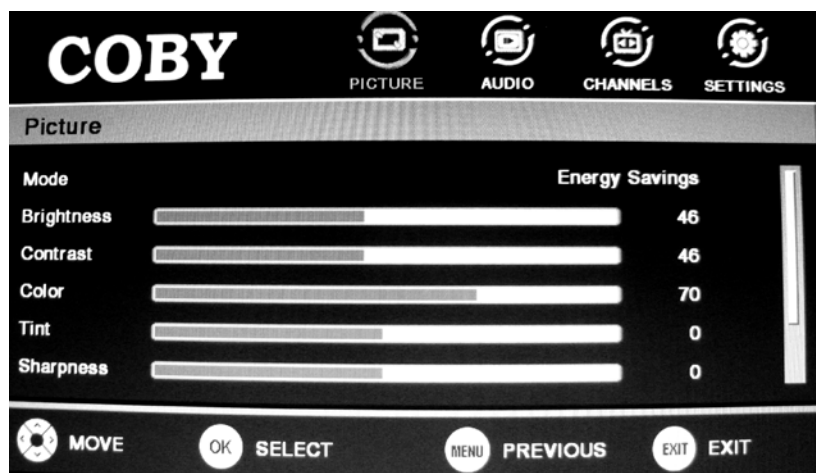 COBY
PICTURE AUDIO CHANNELS SETTINGS
Picture
Mode Energy Savings
Brightness 46
Contrast 46
Color 70
Tint 0
Sharpness 0
MOVE OK SELECT MENU PREVIOUS EXIT EXIT